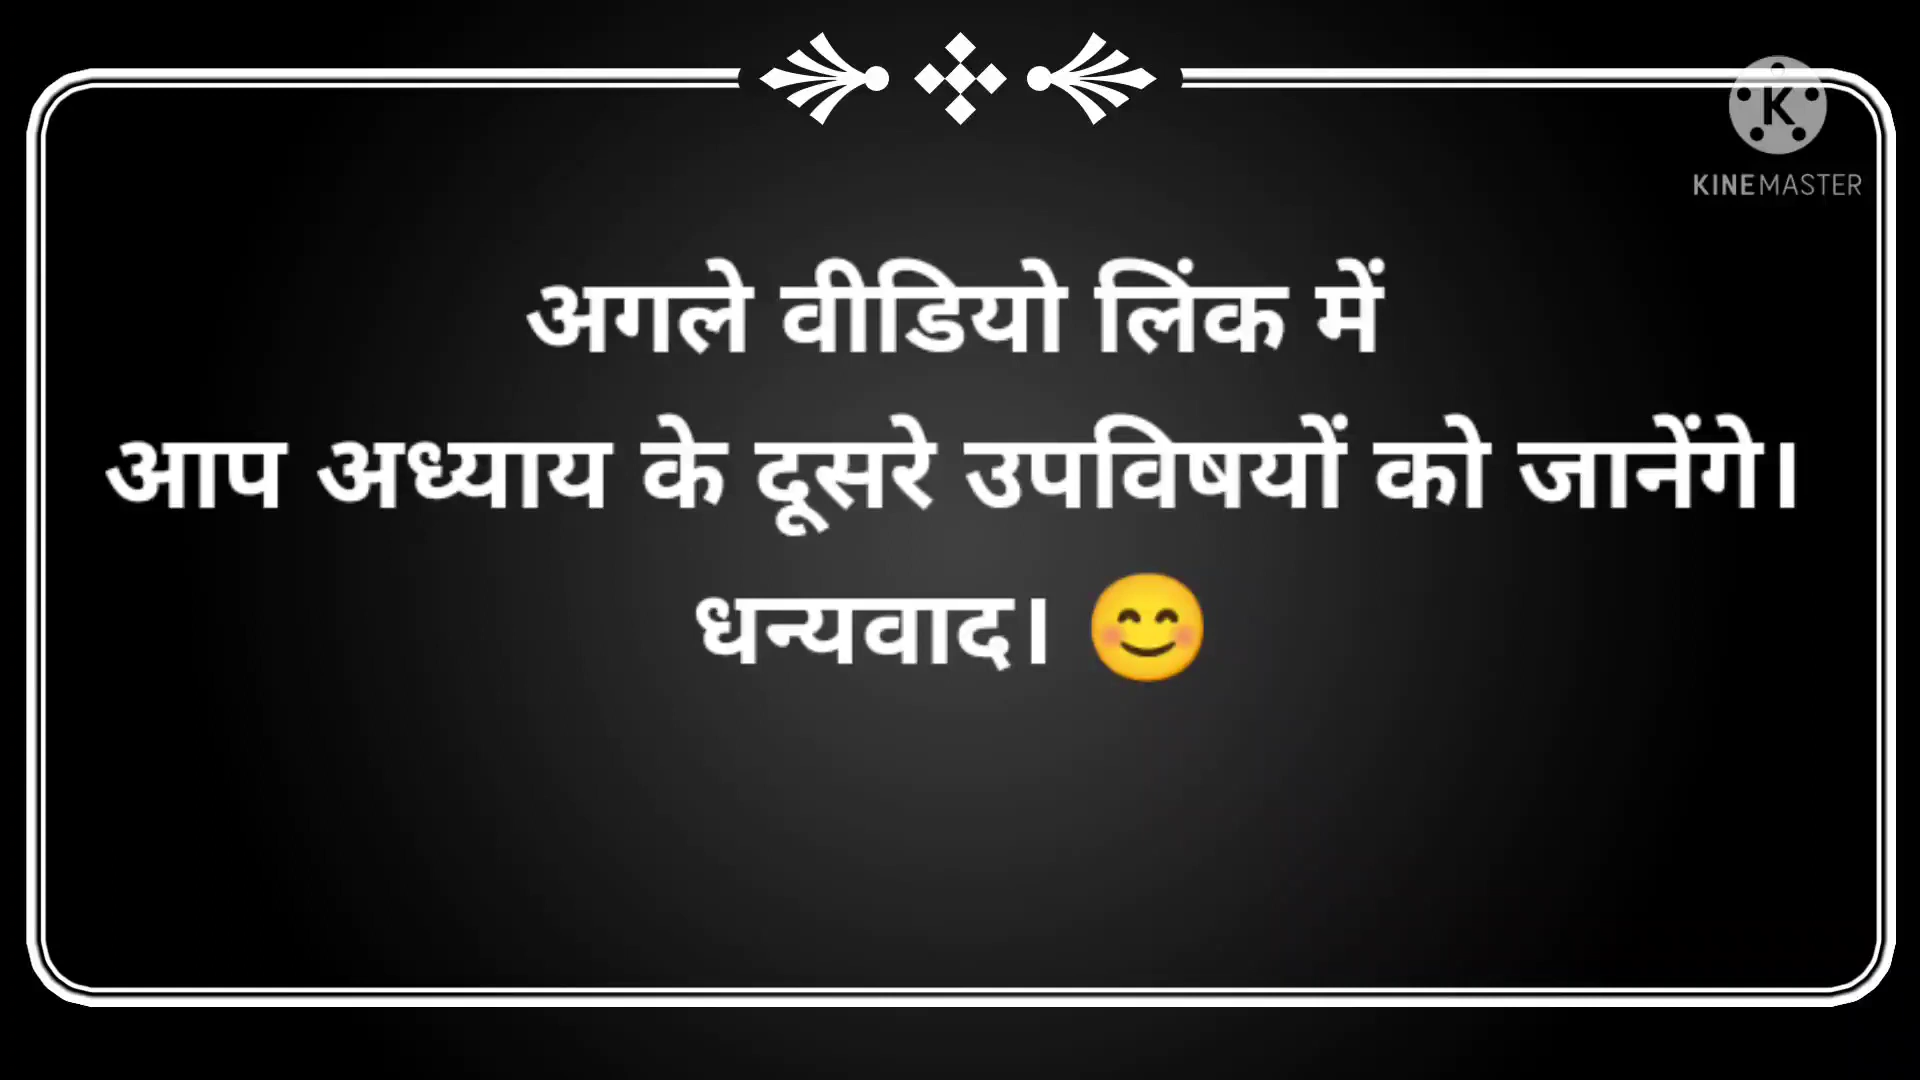 KINEMASTER
अगले वीडियो लिंक में
आप अध्याय के दूसरे उपविषयों को जानेंगे।
धन्यवाद। 😊